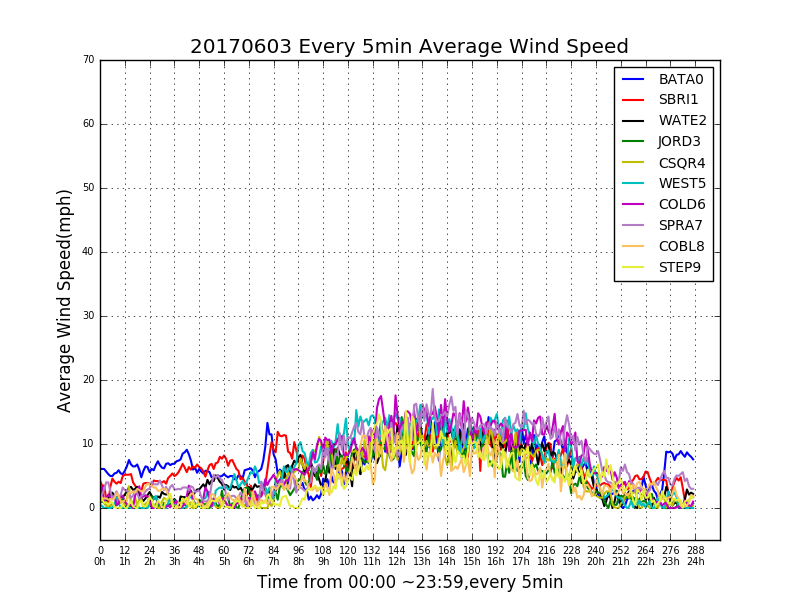 20170603 Every 5min Average Wind Speed
70
60
50
40
30
20
10
0
Average Wind Speed(mph)
BATA0
SBRI1
WATE2
JORD3
CSQR4
WEST5
COLD6
SPRA7
COBL8
STEP9
0 12 24 36 48 60 72 84 96 108 120 132 144 156 168 180 192 204 216 228 240 252 264 276 288
0h 1h 2h 3h 4h 5h 6h 7h 8h 9h 10h 11h 12h 13h 14h 15h 16h 17h 18h 19h 20h 21h 22h 23h 24h
Time from 00:00 ~23:59,every 5min